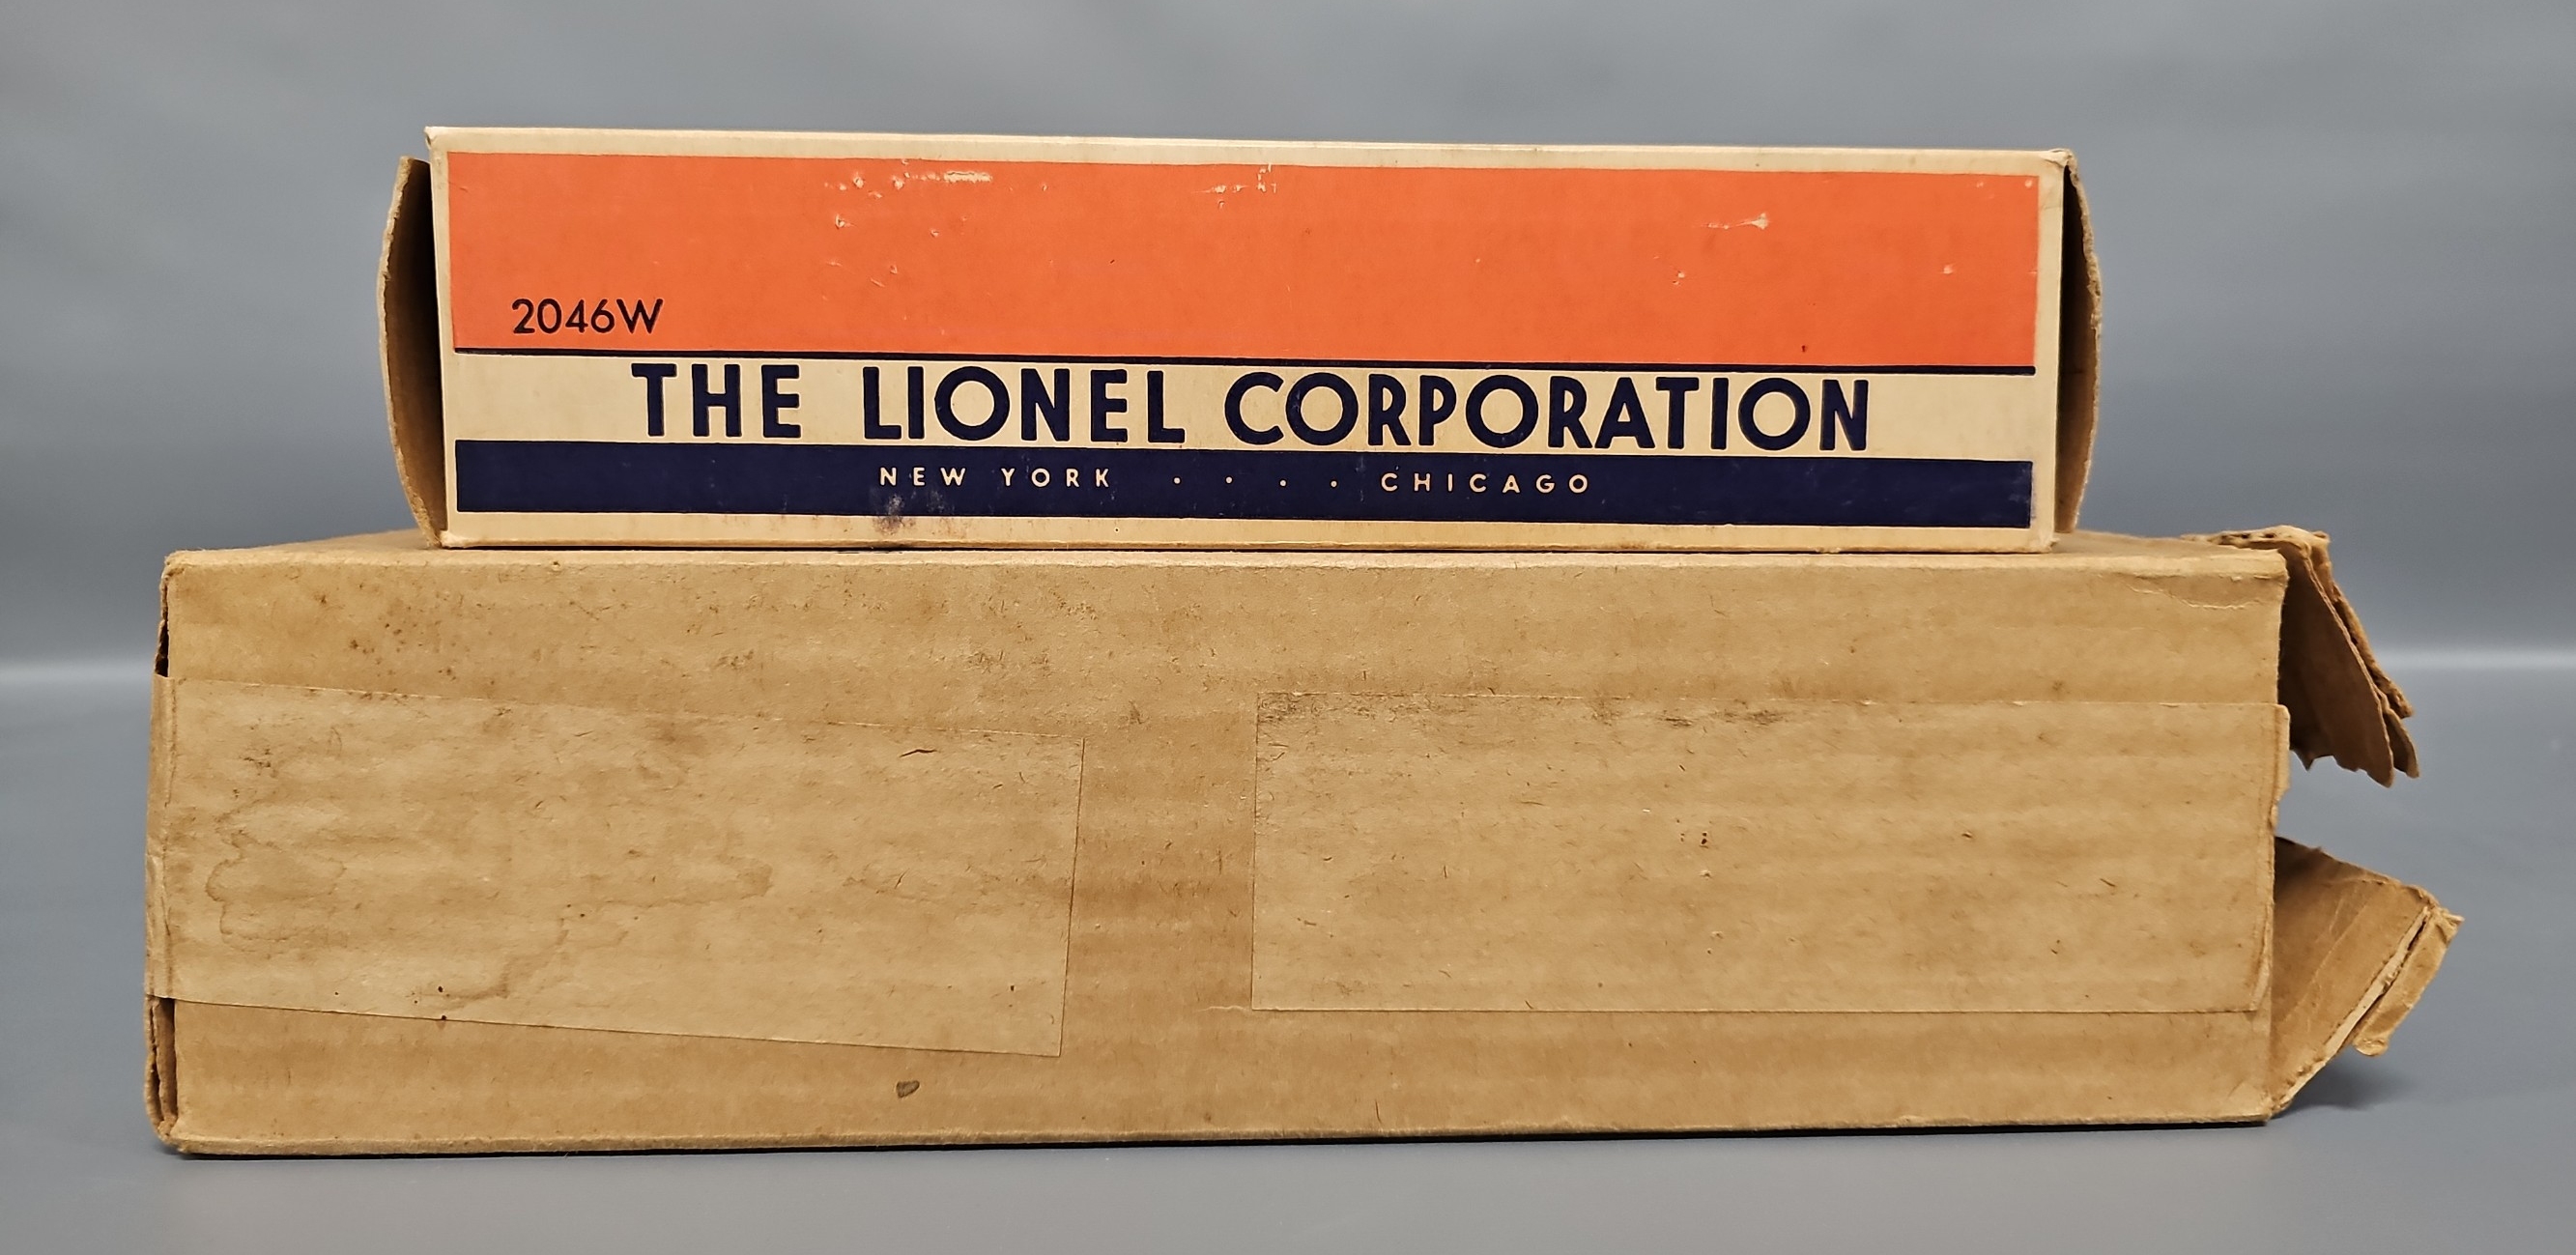 2046W
THE LIONEL CORPORATION
NEW YORK . . . . CHICAGO